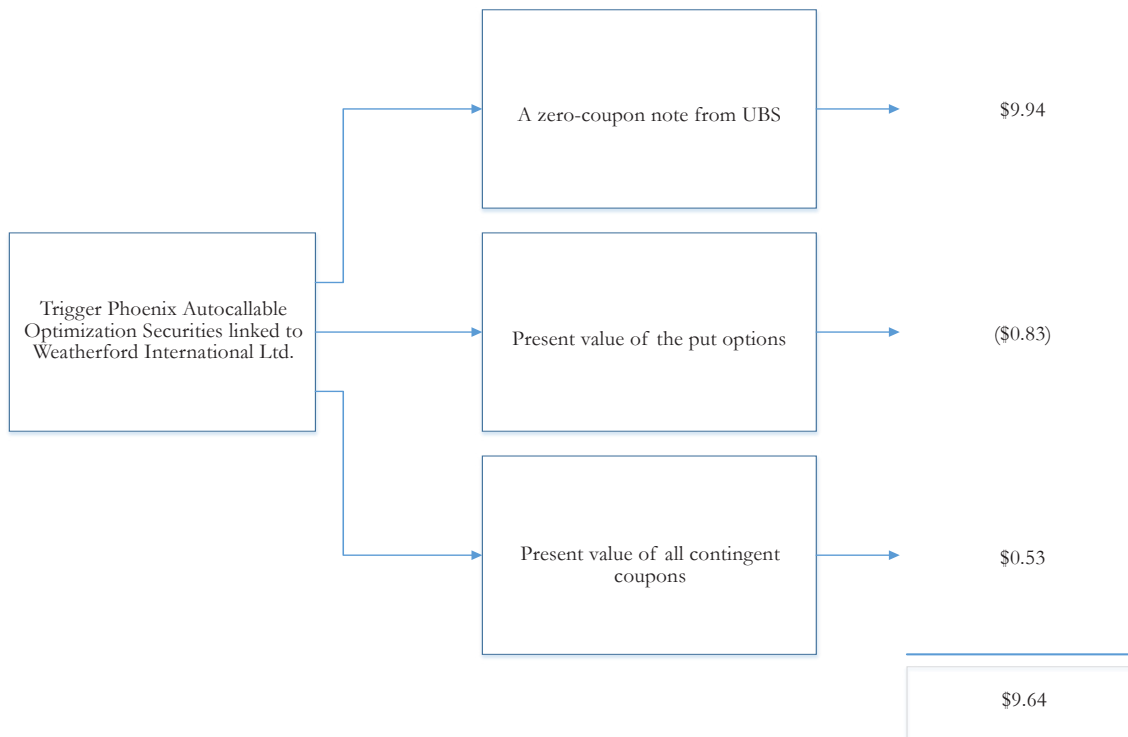 A zero-coupon note from UBS
$9.94
Trigger Phoenix Autocallable
Optimization Securities linked to
Weatherford International Ltd.
Present value of the put options
($0.83)
Present value of all contingent
coupons
$0.53
$9.64